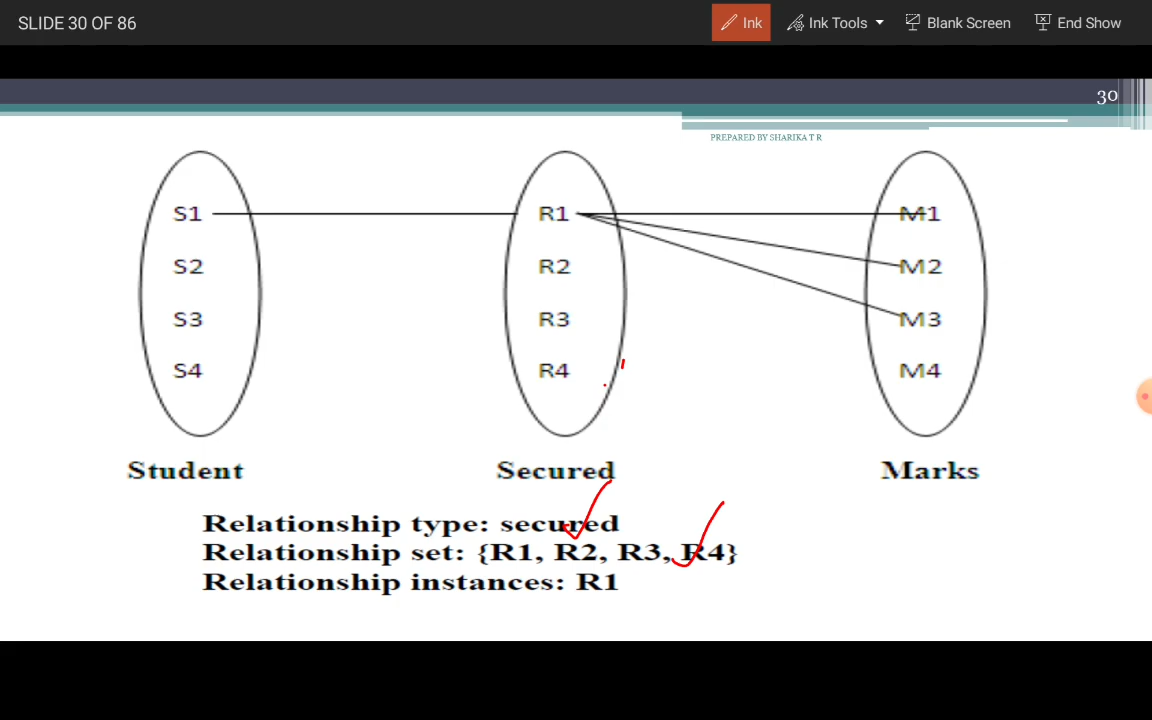 SLIDE 30 OF 86 Ink Ink Tools Blank Screen End Show
30
PREPARED BY SHARIKA T R
S1 R1 M1
S2 R2 M2
S3 R3 M3
S4 R4 M4
Student Secured Marks
Relationship type: secured
Relationship set: {R1, R2, R3, R4}
Relationship instances: R1